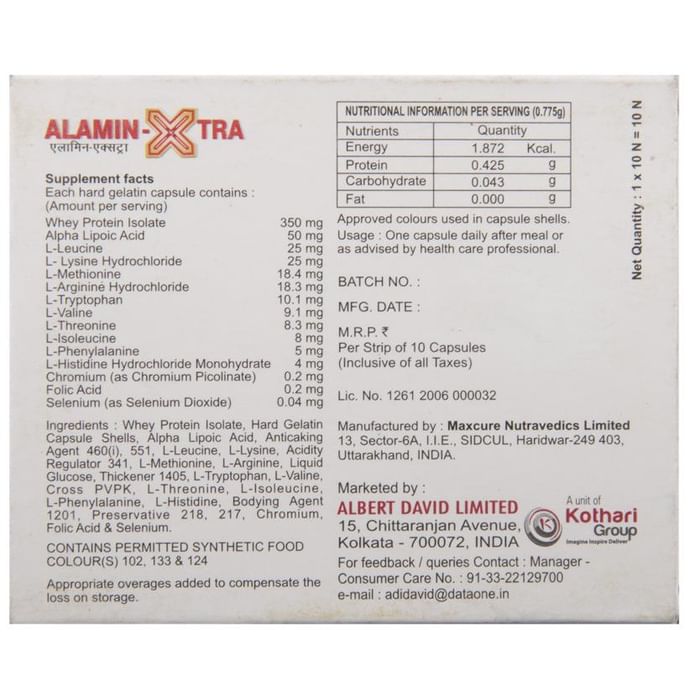 ALAMIN-XTRA
एलामिन-एक्सट्रा
Supplement facts
Each hard gelatin capsule contains :
(Amount per serving)
Whey Protein Isolate 350 mg
Alpha Lipoic Acid 50 mg
L-Leucine 25 mg
L- Lysine Hydrochloride 25 mg
L-Methionine 18.4 mg
L-Arginine Hydrochloride 18.3 mg
L-Tryptophan 10.1 mg
L-Valine 9.1 mg
L-Threonine 8.3 mg
L-Isoleucine 8 mg
L-Phenylalanine 5 mg
L-Histidine Hydrochloride Monohydrate 4 mg
Chromium (as Chromium Picolinate) 0.2 mg
Folic Acid 0.2 mg
Selenium (as Selenium Dioxide) 0.04 mg
Ingredients : Whey Protein Isolate, Hard Gelatin
Capsule Shells, Alpha Lipoic Acid, Anticaking
Agent 460(i), 551, L-Leucine, L-Lysine, Acidity
Regulator 341, L-Methionine, L-Arginine, Liquid
Glucose, Thickener 1405, L-Tryptophan, L-Valine,
Cross PVPK, L-Threonine, L-Isoleucine,
L-Phenylalanine, L-Histidine, Bodying Agent
1201, Preservative 218, 217, Chromium,
Folic Acid & Selenium.
CONTAINS PERMITTED SYNTHETIC FOOD
COLOUR(S) 102, 133 & 124
Appropriate overages added to compensate the
loss on storage.
NUTRITIONAL INFORMATION PER SERVING (0.775g)
Nutrients Quantity
Energy 1.872 Kcal.
Protein 0.425 g
Carbohydrate 0.043 g
Fat 0.000 g
Approved colours used in capsule shells.
Usage : One capsule daily after meal or
as advised by health care professional.
BATCH NO. :
MFG. DATE :
M.R.P. ₹
Per Strip of 10 Capsules
(Inclusive of all Taxes)
Lic. No. 1261 2006 000032
Manufactured by : Maxcure Nutravedics Limited
13, Sector-6A, I.I.E., SIDCUL, Haridwar-249 403,
Uttarakhand, INDIA.
Marketed by :
ALBERT DAVID LIMITED
15, Chittaranjan Avenue,
Kolkata - 700072, INDIA
A unit of
K
Kothari
Group
Imagine Inspire Deliver
For feedback / queries Contact : Manager -
Consumer Care No. : 91-33-22129700
e-mail : adidavid@dataone.in
Net Quantity : 1 x 10 N = 10 N